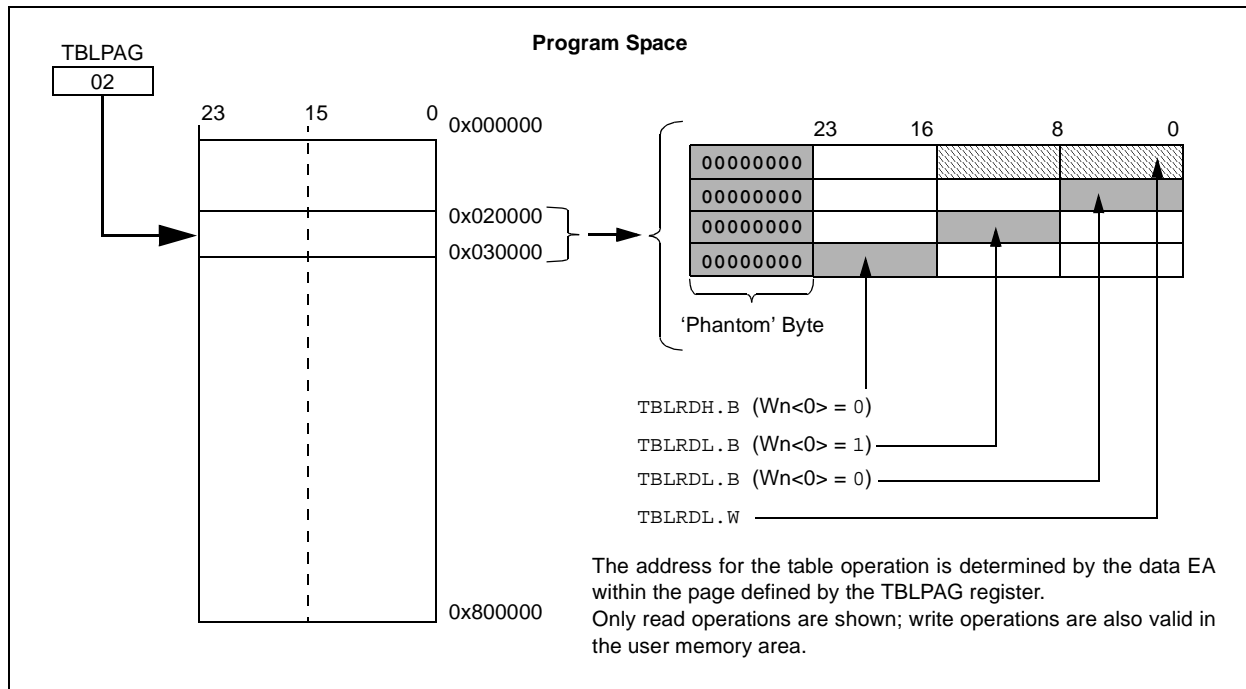 Program Space
TBLPAG
02
23 15 0
0x000000
0x020000
0x030000
0x800000
23 16 8 0
00000000
00000000
00000000
00000000
‘Phantom’ Byte
TBLRDH.B (Wn<0> = 0)
TBLRDL.B (Wn<0> = 1)
TBLRDL.B (Wn<0> = 0)
TBLRDL.W
The address for the table operation is determined by the data EA
within the page defined by the TBLPAG register.
Only read operations are shown; write operations are also valid in
the user memory area.